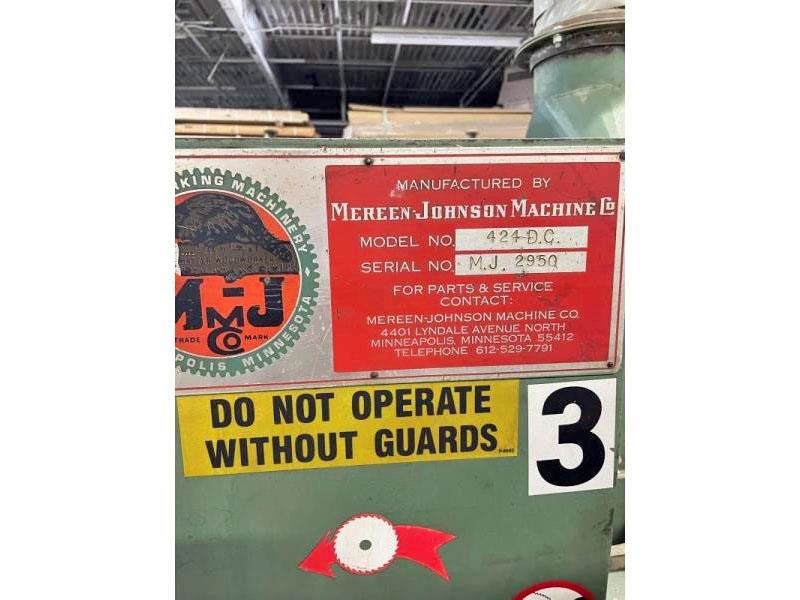 KING MACHINERY
M-J
M
Co
TRADE MARK
POLIS MINNESOTA
MANUFACTURED BY
MEREEN-JOHNSON MACHINE Co
MODEL NO. 424-D.C.
SERIAL NO. M.J. 2950
FOR PARTS & SERVICE
CONTACT:
MEREEN-JOHNSON MACHINE CO.
4401 LYNDALE AVENUE NORTH
MINNEAPOLIS, MINNESOTA 55412
TELEPHONE 612-529-7791
DO NOT OPERATE
WITHOUT GUARDS
3